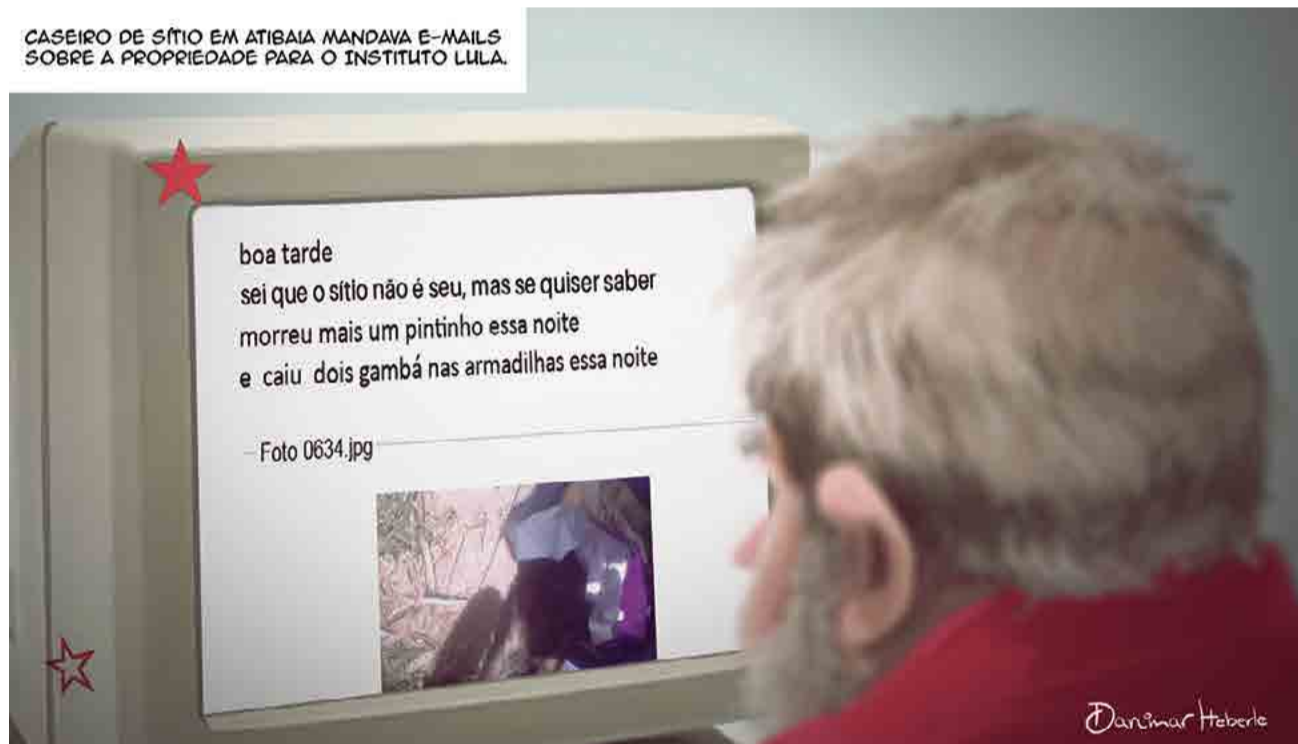 CASEIRO DE SÍTIO EM ATIBAIA MANDAVA E-MAILS
SOBRE A PROPRIEDADE PARA O INSTITUTO LULA.
boa tarde
sei que o sítio não é seu, mas se quiser saber
morreu mais um pintinho essa noite
e caiu dois gambá nas armadilhas essa noite
Foto 0634.jpg
Danimar Heberle